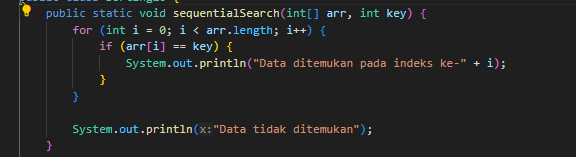 public static void sequentialSearch(int[] arr, int key) {
for (int i = 0; i < arr.length; i++) {
if (arr[i] == key) {
System.out.println("Data ditemukan pada indeks ke-" + i);
}
}
System.out.println(x:"Data tidak ditemukan");
}